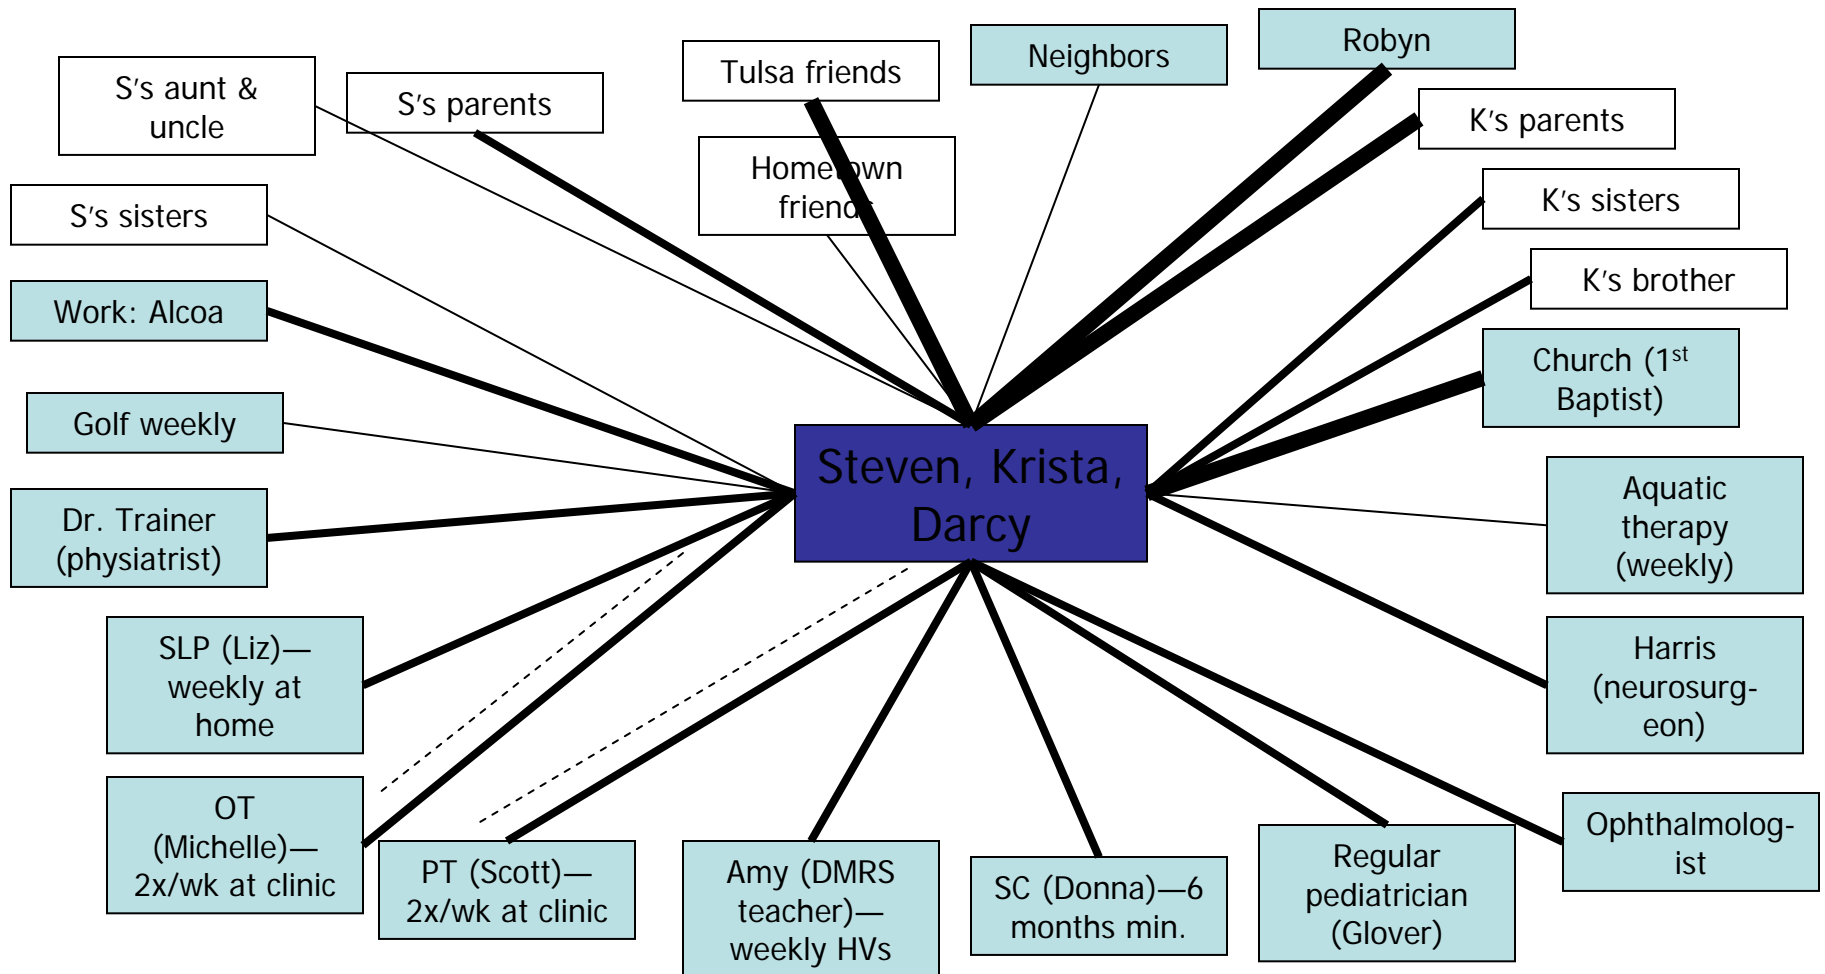 S's aunt &
uncle
S's parents
Tulsa friends
Neighbors
Robyn
K's parents
Hometown
friends
K's sisters
S's sisters
K's brother
Work: Alcoa
Church (1st
Baptist)
Golf weekly
Steven, Krista,
Darcy
Aquatic
therapy
(weekly)
Dr. Trainer
(physiatrist)
SLP (Liz)—
weekly at
home
Harris
(neurosurg-
eon)
OT
(Michelle)—
2x/wk at clinic
PT (Scott)—
2x/wk at clinic
Amy (DMRS
teacher)—
weekly HVs
SC (Donna)—6
months min.
Regular
pediatrician
(Glover)
Ophthalmolog-
ist